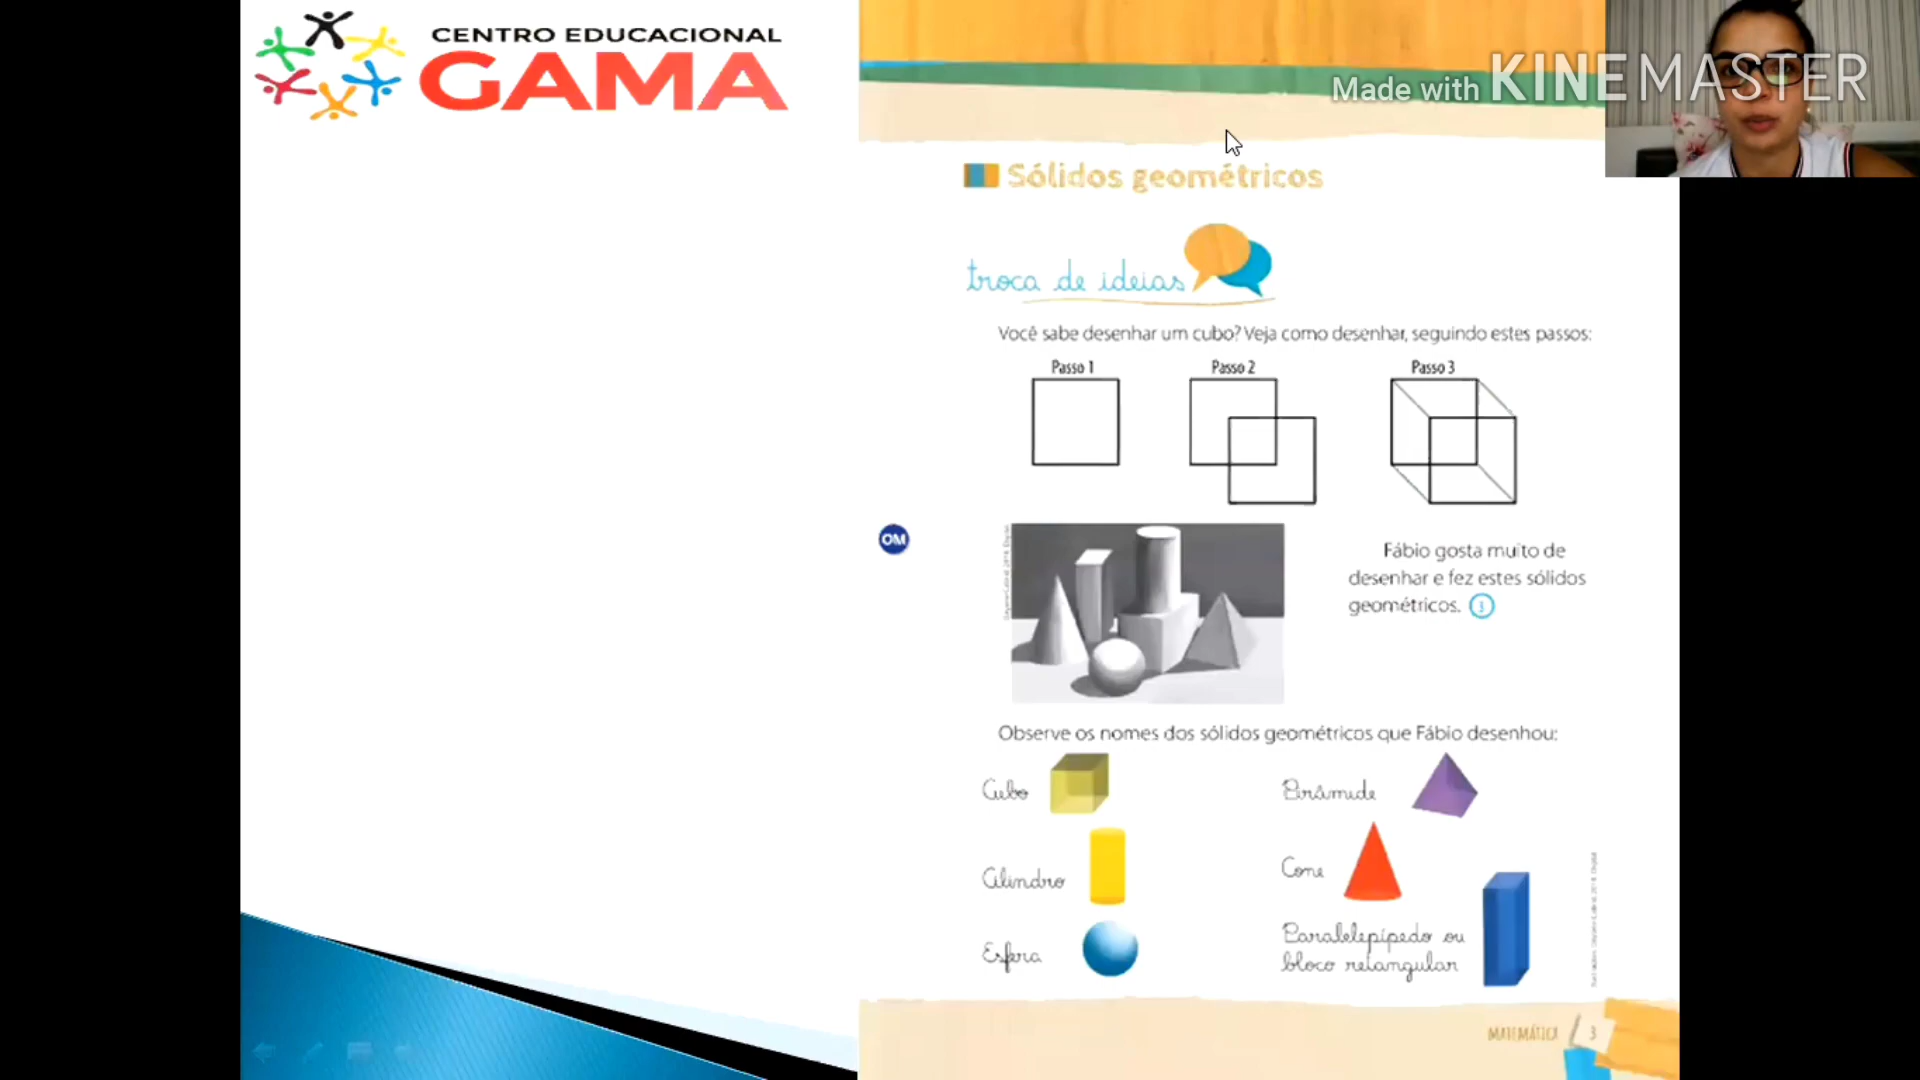 CENTRO EDUCACIONAL
GAMA
Made with KINEMASTER
Sólidos geométricos
troca de ideias
Você sabe desenhar um cubo? Veja como desenhar, seguindo estes passos:
Passo 1
Passo 2
Passo 3
OM
Fábio gosta muito de
desenhar e fez estes sólidos
geométricos. 3
Observe os nomes dos sólidos geométricos que Fábio desenhou:
Cubo
Pirâmide
Cilindro
Cone
Esfera
Paralelepípedo ou
bloco retangular
MATEMÁTICA 3